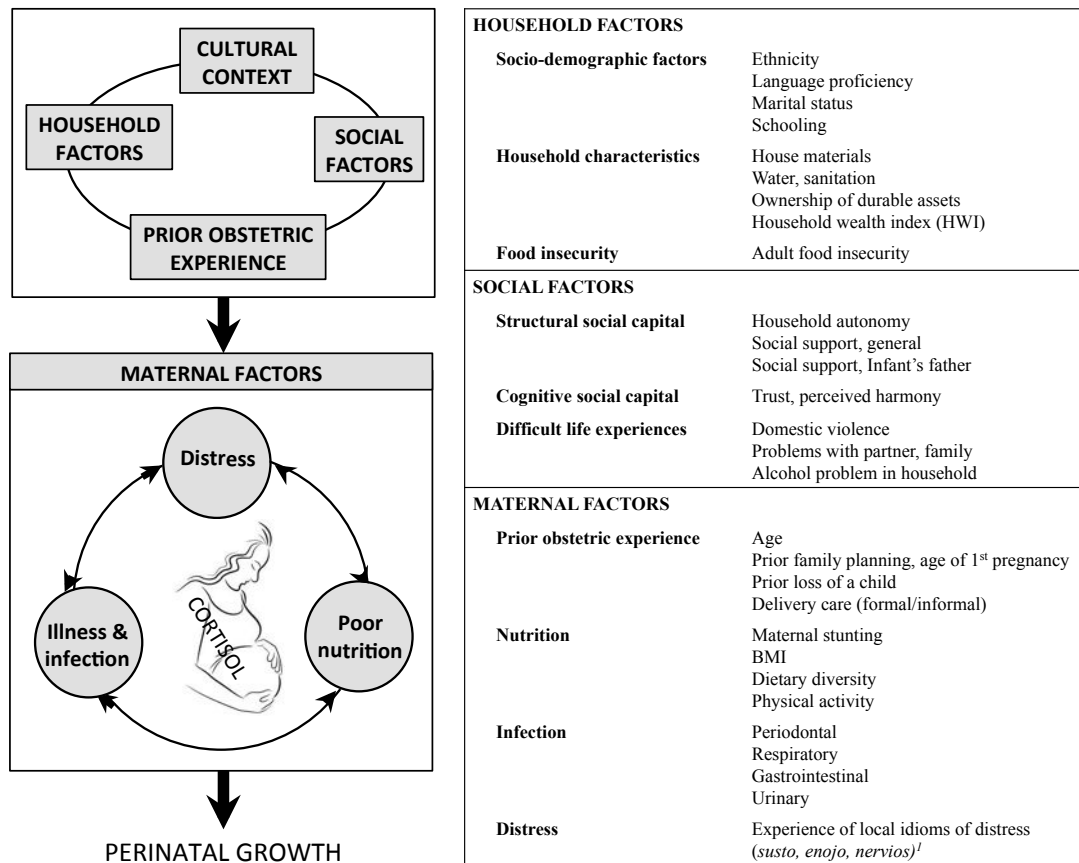 CULTURAL
CONTEXT
HOUSEHOLD
FACTORS
SOCIAL
FACTORS
PRIOR OBSTETRIC
EXPERIENCE
MATERNAL FACTORS
Distress
Illness &
infection
CORTISOL
Poor
nutrition
PERINATAL GROWTH
HOUSEHOLD FACTORS
Socio-demographic factors Ethnicity
Language proficiency
Marital status
Schooling
Household characteristics House materials
Water, sanitation
Ownership of durable assets
Household wealth index (HWI)
Food insecurity Adult food insecurity
SOCIAL FACTORS
Structural social capital Household autonomy
Social support, general
Social support, Infant's father
Cognitive social capital Trust, perceived harmony
Difficult life experiences Domestic violence
Problems with partner, family
Alcohol problem in household
MATERNAL FACTORS
Prior obstetric experience Age
Prior family planning, age of 1st pregnancy
Prior loss of a child
Delivery care (formal/informal)
Nutrition Maternal stunting
BMI
Dietary diversity
Physical activity
Infection Periodontal
Respiratory
Gastrointestinal
Urinary
Distress Experience of local idioms of distress
(susto, enojo, nervios)1